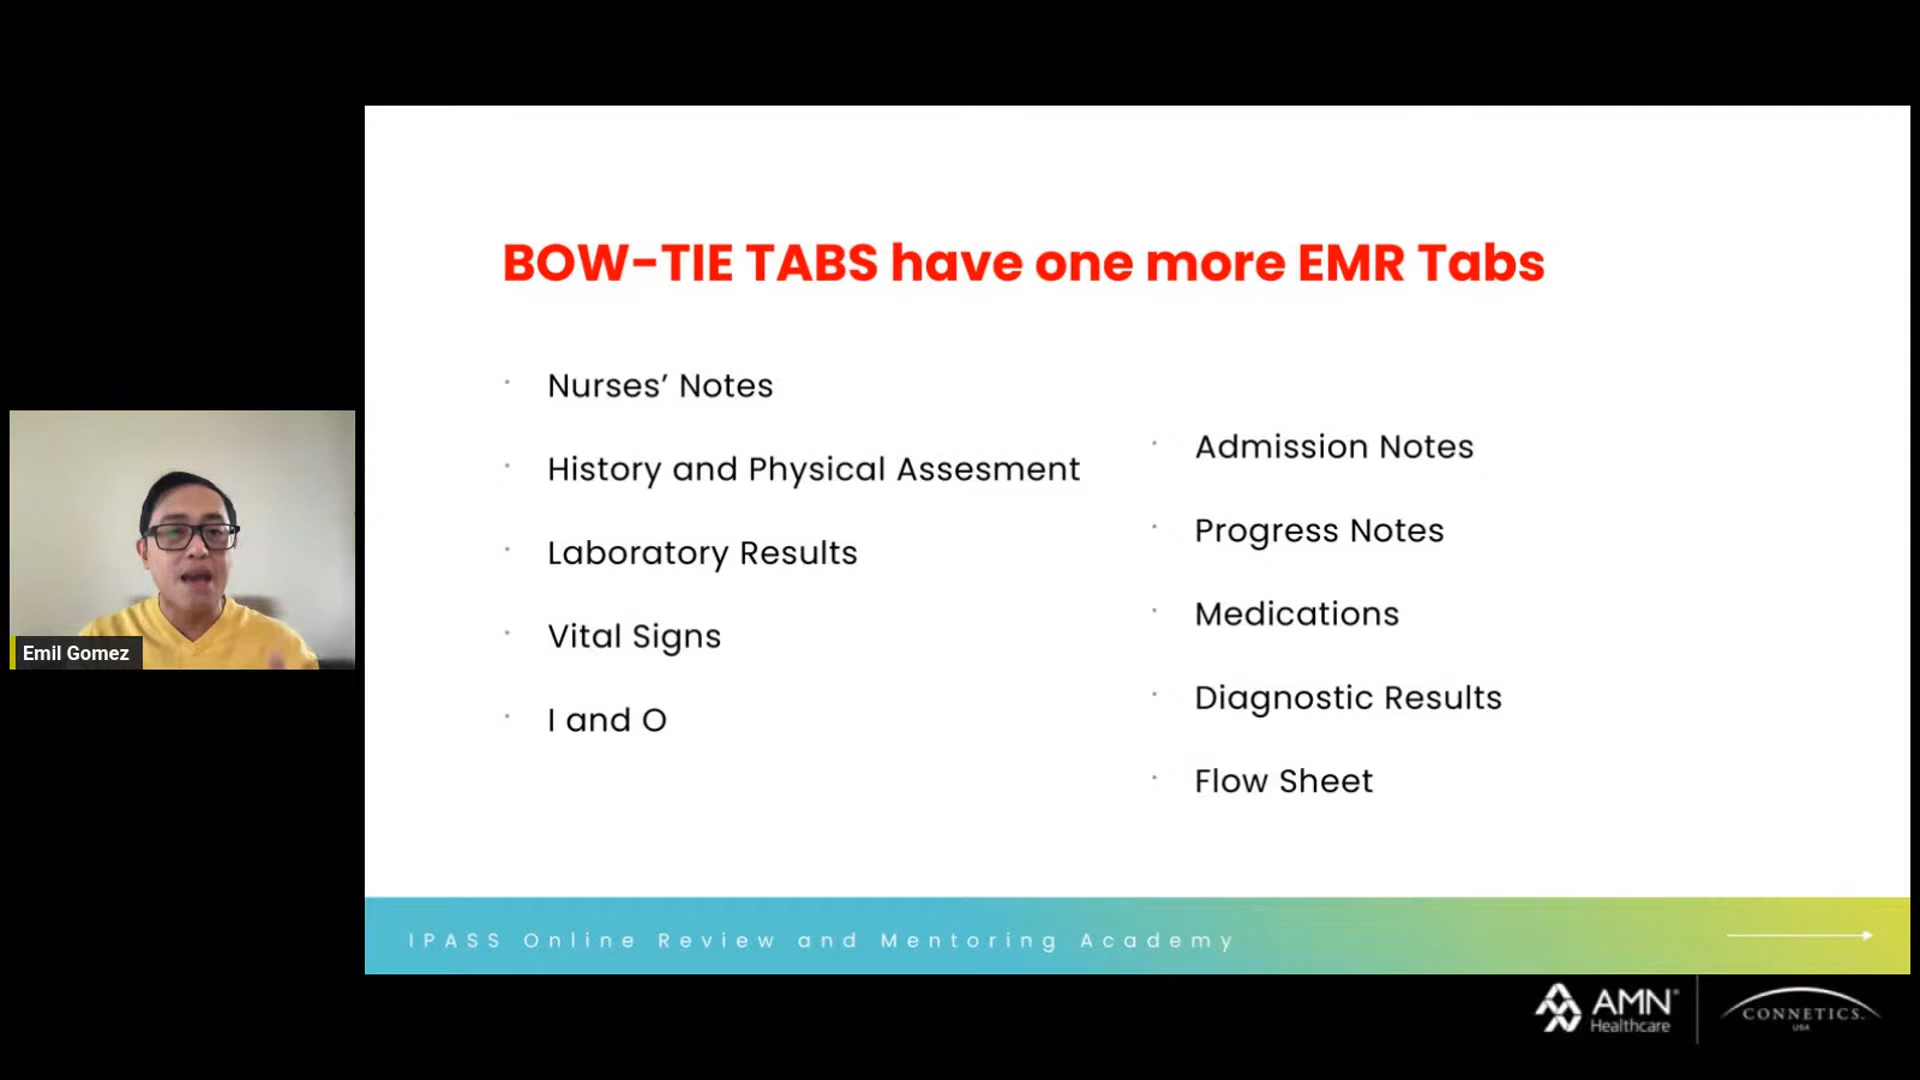 BOW-TIE TABS have one more EMR Tabs
Nurses’ Notes
History and Physical Assesment
Laboratory Results
Vital Signs
I and O
Admission Notes
Progress Notes
Medications
Diagnostic Results
Flow Sheet
Emil Gomez
IPASS Online Review and Mentoring Academy
AMN
Healthcare
CONNETICS
USA